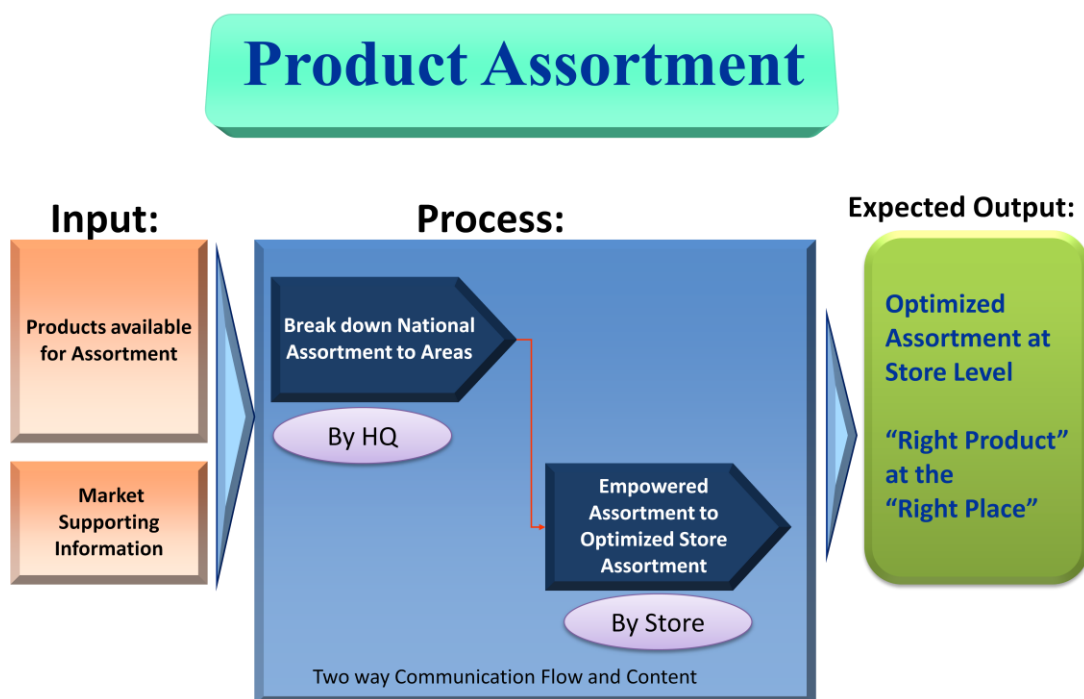 Product Assortment
Input:
Products available
for Assortment
Market
Supporting
Information
Process:
Break down National
Assortment to Areas
By HQ
Empowered
Assortment to
Optimized Store
Assortment
By Store
Two way Communication Flow and Content
Expected Output:
Optimized
Assortment at
Store Level
“Right Product”
at the
“Right Place”